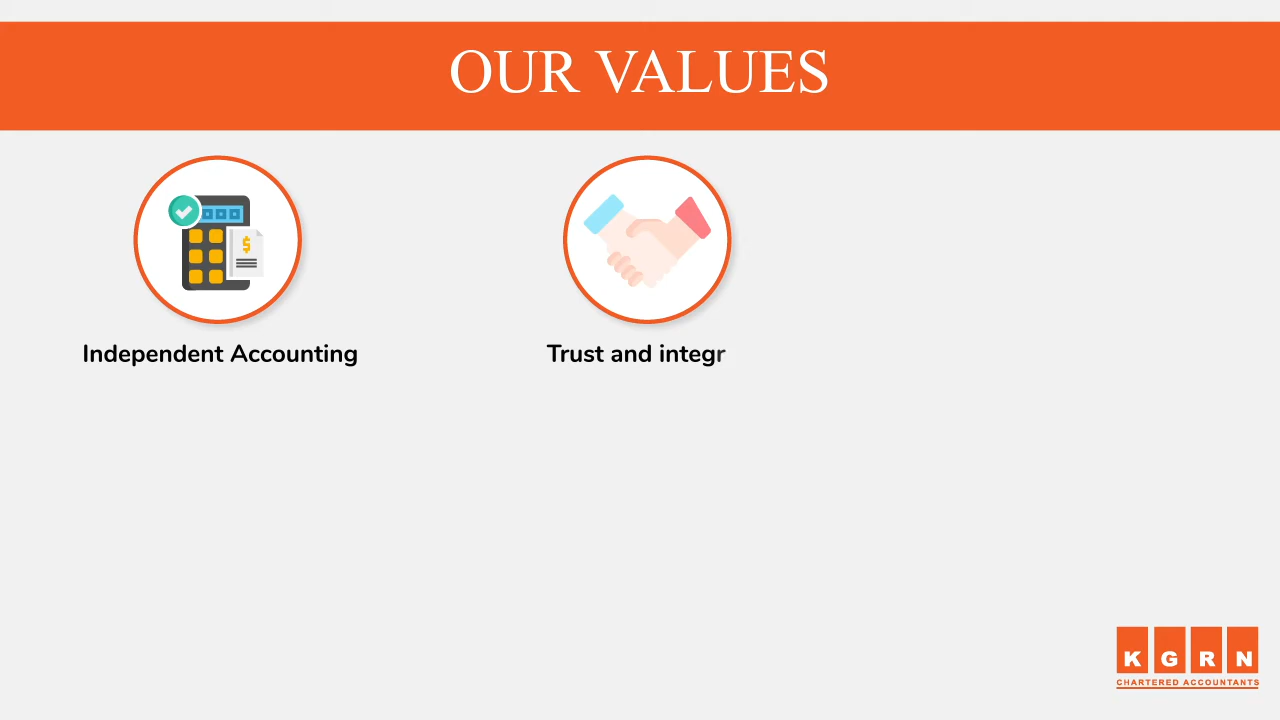 OUR VALUES
Independent Accounting
Trust and integr
K G R N
CHARTERED ACCOUNTANTS